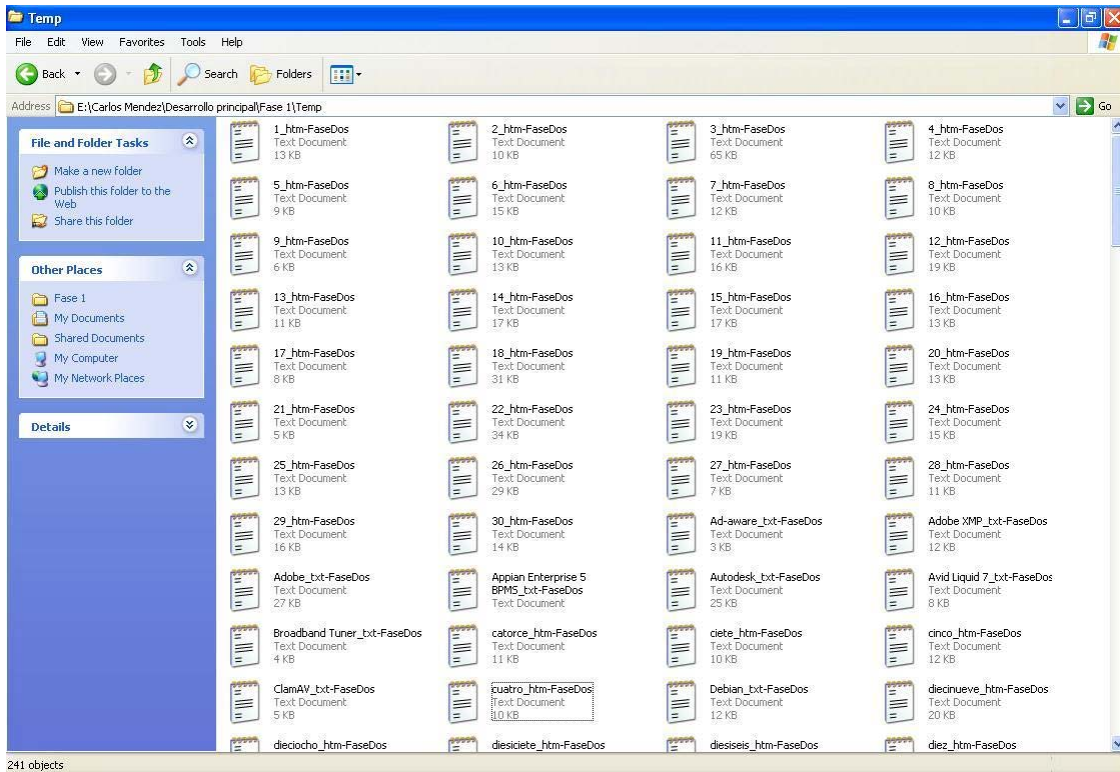 Temp
File Edit View Favorites Tools Help
Back Search Folders
Address E:\Carlos Mendez\Desarrollo principal\Fase 1\Temp Go
File and Folder Tasks
Make a new folder
Publish this folder to the
Web
Share this folder
Other Places
Fase 1
My Documents
Shared Documents
My Computer
My Network Places
Details
1_htm-FaseDos 2_htm-FaseDos 3_htm-FaseDos 4_htm-FaseDos
Text Document Text Document Text Document Text Document
13 KB 10 KB 65 KB 12 KB
5_htm-FaseDos 6_htm-FaseDos 7_htm-FaseDos 8_htm-FaseDos
Text Document Text Document Text Document Text Document
9 KB 15 KB 12 KB 10 KB
9_htm-FaseDos 10_htm-FaseDos 11_htm-FaseDos 12_htm-FaseDos
Text Document Text Document Text Document Text Document
6 KB 13 KB 16 KB 19 KB
13_htm-FaseDos 14_htm-FaseDos 15_htm-FaseDos 16_htm-FaseDos
Text Document Text Document Text Document Text Document
11 KB 17 KB 17 KB 13 KB
17_htm-FaseDos 18_htm-FaseDos 19_htm-FaseDos 20_htm-FaseDos
Text Document Text Document Text Document Text Document
8 KB 31 KB 11 KB 13 KB
21_htm-FaseDos 22_htm-FaseDos 23_htm-FaseDos 24_htm-FaseDos
Text Document Text Document Text Document Text Document
5 KB 34 KB 19 KB 15 KB
25_htm-FaseDos 26_htm-FaseDos 27_htm-FaseDos 28_htm-FaseDos
Text Document Text Document Text Document Text Document
13 KB 29 KB 7 KB 11 KB
29_htm-FaseDos 30_htm-FaseDos Ad-aware_txt-FaseDos Adobe XMP_txt-FaseDos
Text Document Text Document Text Document Text Document
16 KB 14 KB 3 KB 12 KB
Adobe_txt-FaseDos Appian Enterprise 5 Autodesk_txt-FaseDos Avid Liquid 7_txt-FaseDos
Text Document BPMS_txt-FaseDos Text Document Text Document
27 KB Text Document 25 KB 8 KB
Broadband Tuner_txt-FaseDos catorce_htm-FaseDos ciete_htm-FaseDos cinco_htm-FaseDos
Text Document Text Document Text Document Text Document
4 KB 11 KB 10 KB 12 KB
ClamAV_txt-FaseDos cuatro_htm-FaseDos Debian_txt-FaseDos diecinueve_htm-FaseDos
Text Document Text Document Text Document Text Document
5 KB 10 KB 12 KB 20 KB
dieciocho_htm-FaseDos diesiciete_htm-FaseDos diesiseis_htm-FaseDos diez_htm-FaseDos
241 objects